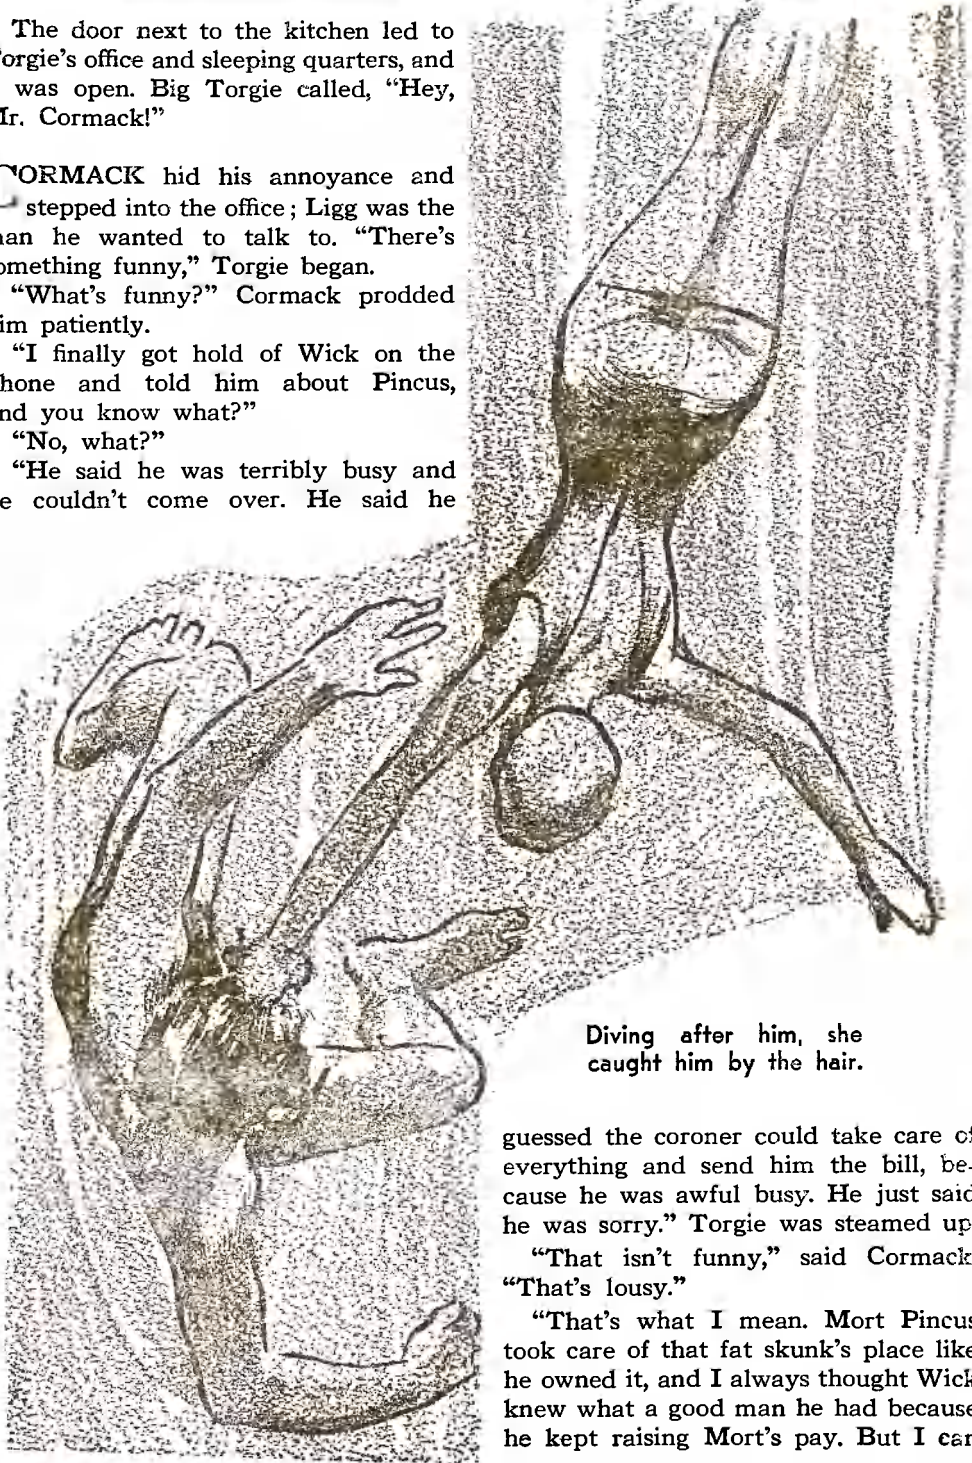 The door next to the kitchen led to
orgie's office and sleeping quarters, and
was open. Big Torgie called, “Hey,
Ir. Cormack!”
CORMACK hid his annoyance and
stepped into the office; Ligg was the
an he wanted to talk to. “There's
omething funny,” Torgie began.
“What's funny?” Cormack prodded
im patiently.
“I finally got hold of Wick on the
hone and told him about Pincus,
nd you know what?”
“No, what?”
“He said he was terribly busy and
e couldn't come over. He said he
Diving after him, she
caught him by the hair.
guessed the coroner could take care of
everything and send him the bill, be-
cause he was awful busy. He just said
he was sorry.” Torgie was steamed up
“That isn't funny,” said Cormack
“That's lousy.”
“That's what I mean. Mort Pincus
took care of that fat skunk's place like
he owned it, and I always thought Wick
knew what a good man he had because
he kept raising Mort's pay. But I can